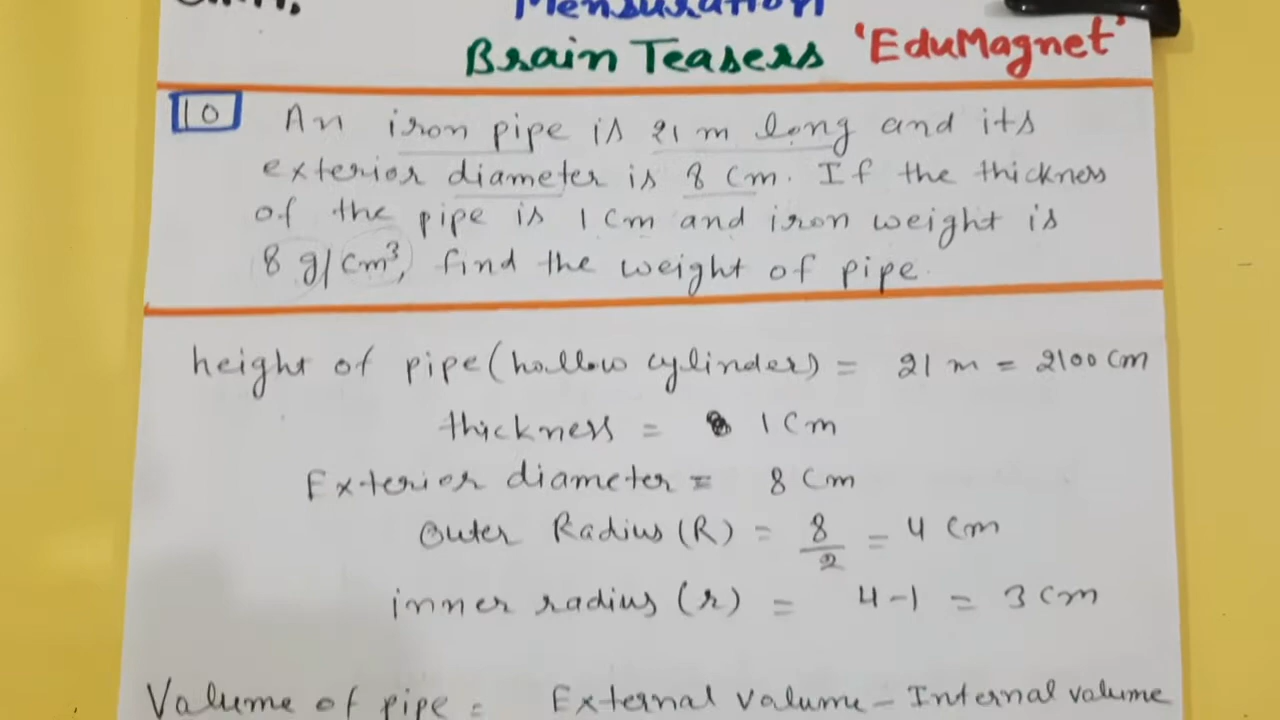 Mensuration
Brain Teasers 'EduMagnet'
10 An iron pipe is 21 m long and its
exterior diameter is 8 cm. If the thickness
of the pipe is 1 cm and iron weight is
8 g/cm³, find the weight of pipe.
height of pipe (hollow cylinder) = 21 m = 2100 cm
thickness = 1 cm
Exterior diameter = 8 cm
Outer Radius (R) = 8/2 = 4 cm
inner radius (r) = 4-1 = 3 cm
Volume of pipe = External volume - Internal volume